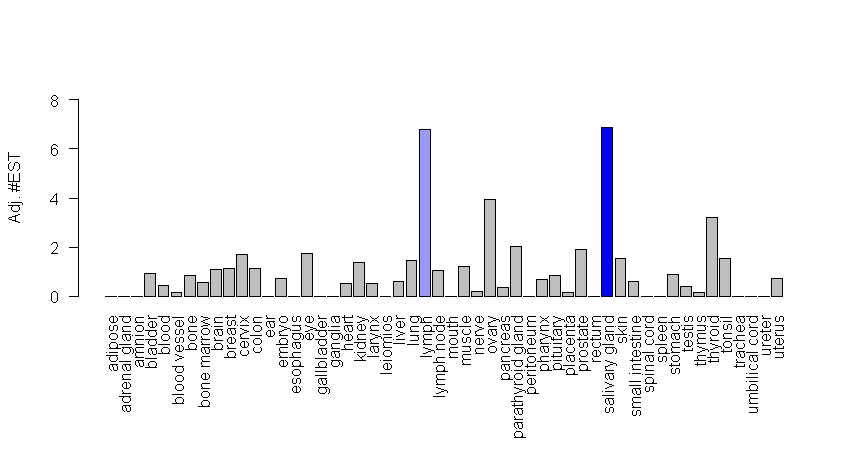 8
6
4
2
0
Adj. #EST
adipose
adrenal gland
amnion
bladder
blood
blood vessel
bone
bone marrow
brain
breast
cervix
colon
ear
embryo
esophagus
eye
gallbladder
ganglia
heart
kidney
larynx
leiomios
liver
lung
lymph
lymph node
mouth
muscle
nerve
ovary
pancreas
parathyroid gland
peritoneum
pharynx
pituitary
placenta
prostate
rectum
salivary gland
skin
small intestine
spinal cord
spleen
stomach
testis
thymus
thyroid
tonsil
trachea
umbilical cord
ureter
uterus